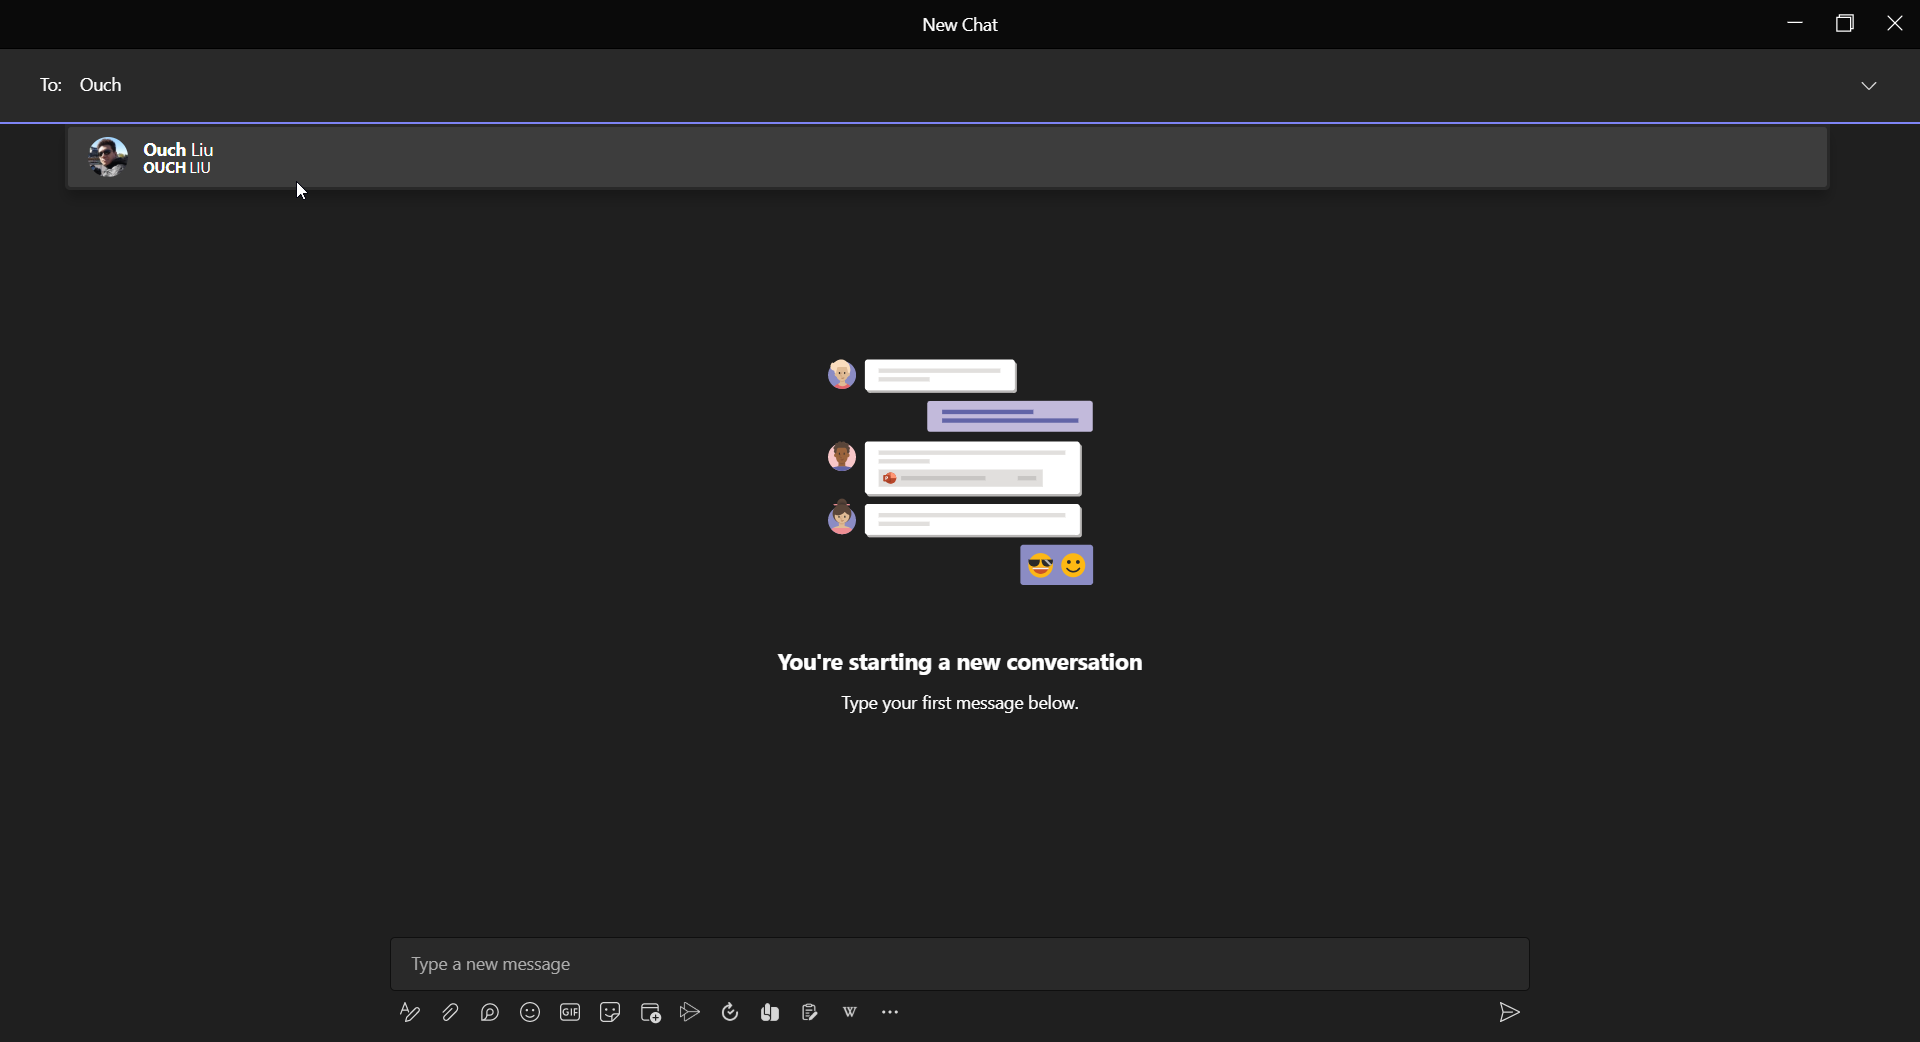 New Chat
To: Ouch
Ouch Liu
OUCH LIU
You're starting a new conversation
Type your first message below.
Type a new message
GIF
W